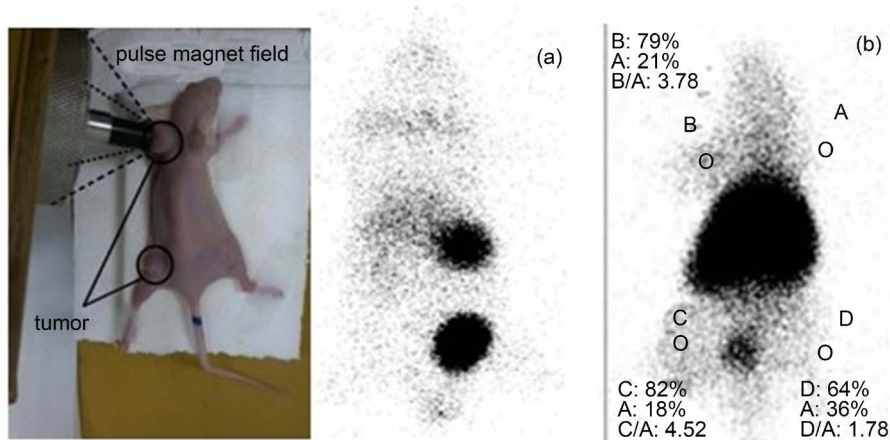 pulse magnet field
tumor
(a)
(b)
B: 79%
A: 21%
B/A: 3.78
B
A
O
O
C
D
O
O
C: 82%
A: 18%
C/A: 4.52
D: 64%
A: 36%
D/A: 1.78